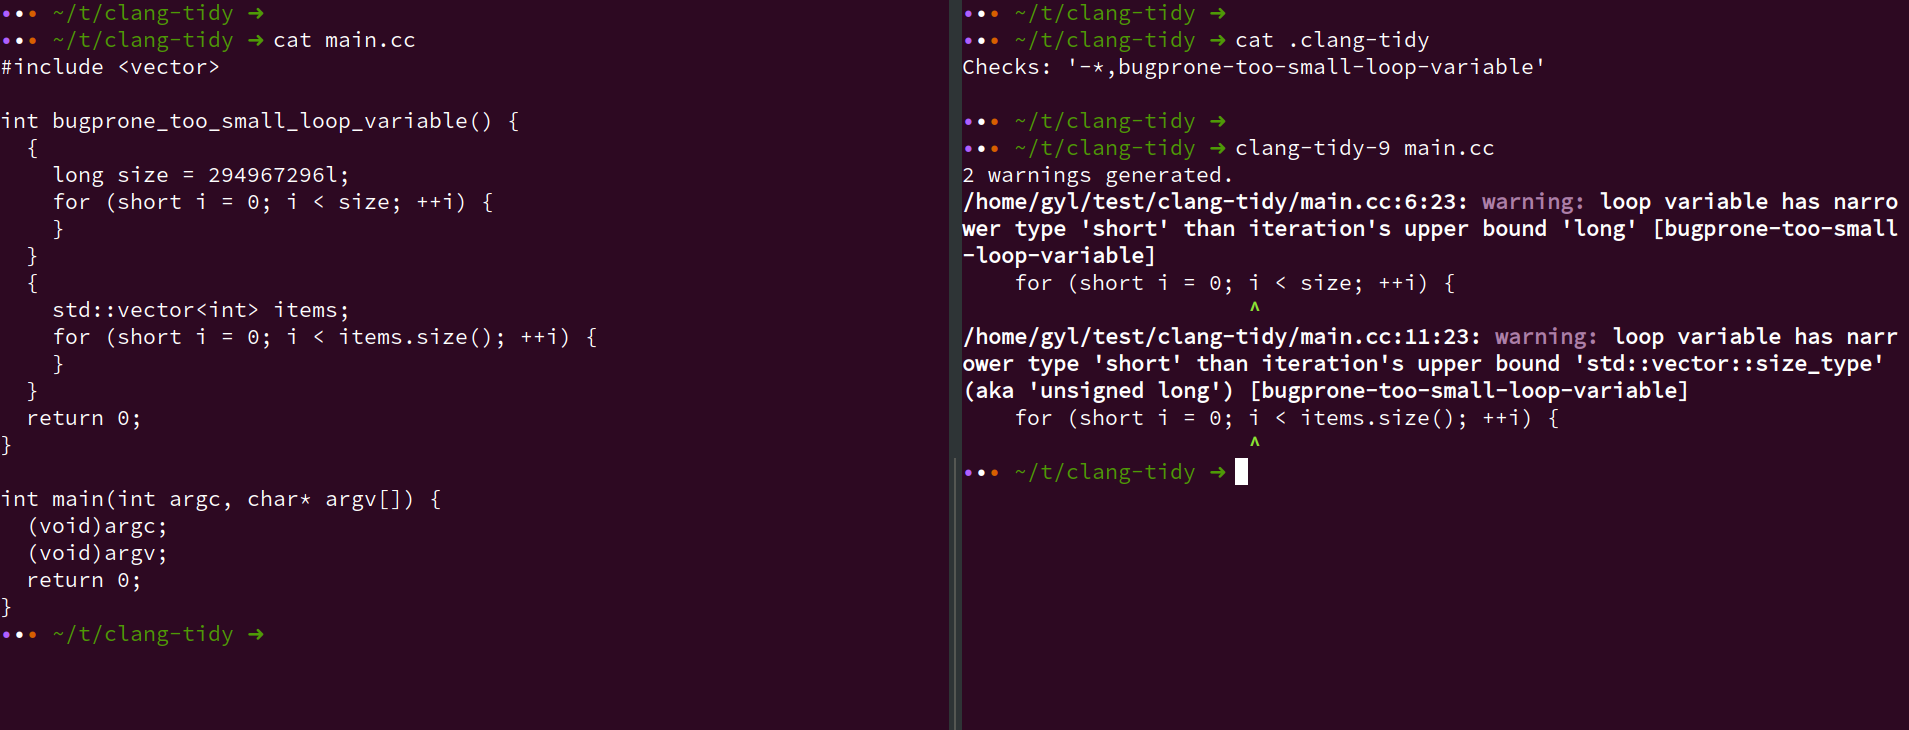 ••• ~/t/clang-tidy ➜
••• ~/t/clang-tidy ➜ cat main.cc
#include <vector>

int bugprone_too_small_loop_variable() {
  {
    long size = 294967296l;
    for (short i = 0; i < size; ++i) {
    }
  }
  {
    std::vector<int> items;
    for (short i = 0; i < items.size(); ++i) {
    }
  }
  return 0;
}

int main(int argc, char* argv[]) {
  (void)argc;
  (void)argv;
  return 0;
}
••• ~/t/clang-tidy ➜
••• ~/t/clang-tidy ➜
••• ~/t/clang-tidy ➜ cat .clang-tidy
Checks: '-*,bugprone-too-small-loop-variable'

••• ~/t/clang-tidy ➜
••• ~/t/clang-tidy ➜ clang-tidy-9 main.cc
2 warnings generated.
/home/gyl/test/clang-tidy/main.cc:6:23: warning: loop variable has narro
wer type 'short' than iteration's upper bound 'long' [bugprone-too-small
-loop-variable]
    for (short i = 0; i < size; ++i) {
                      ^
/home/gyl/test/clang-tidy/main.cc:11:23: warning: loop variable has narr
ower type 'short' than iteration's upper bound 'std::vector::size_type'
(aka 'unsigned long') [bugprone-too-small-loop-variable]
    for (short i = 0; i < items.size(); ++i) {
                      ^
••• ~/t/clang-tidy ➜